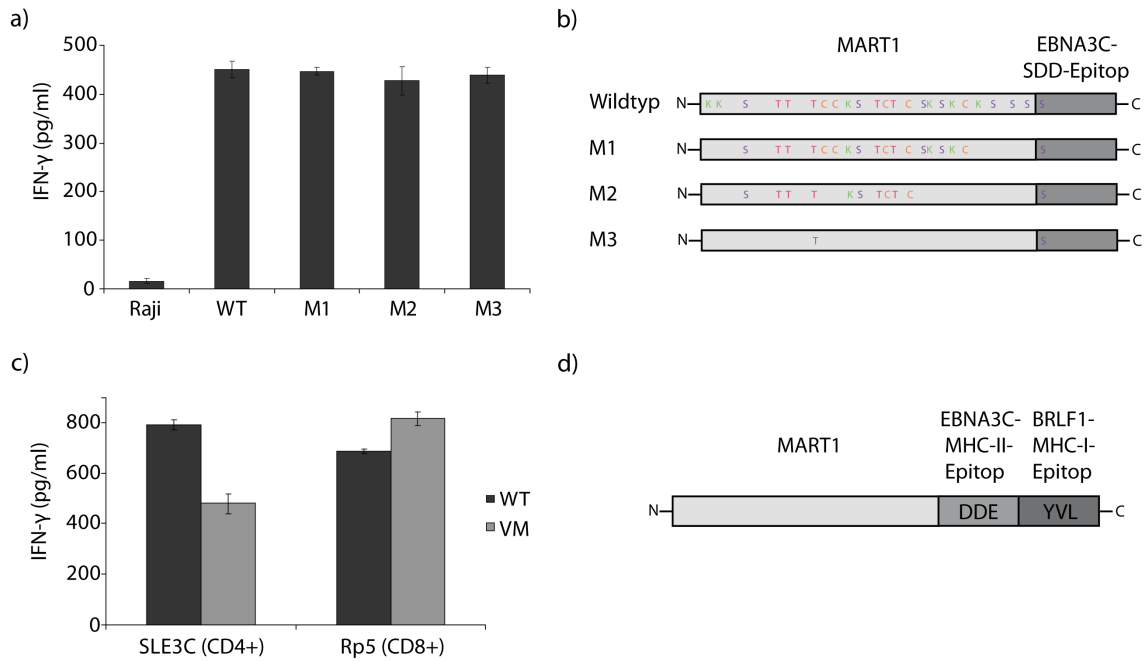 a)
IFN-γ (pg/ml)
500
400
300
200
100
0
Raji WT M1 M2 M3
b)
MART1
EBNA3C-
SDD-Epitop
Wildtyp N K K S T T T C C K S T C T C S K S K C K S S S S C
M1 N S T T T C C K S T C T C S K S K C S C
M2 N S T T T K S T C T C S C
M3 N T S C
c)
IFN-γ (pg/ml)
800
600
400
200
0
SLE3C (CD4+) Rp5 (CD8+)
WT
VM
d)
MART1
EBNA3C-
MHC-II-
Epitop
BRLF1-
MHC-I-
Epitop
N DDE YVL C